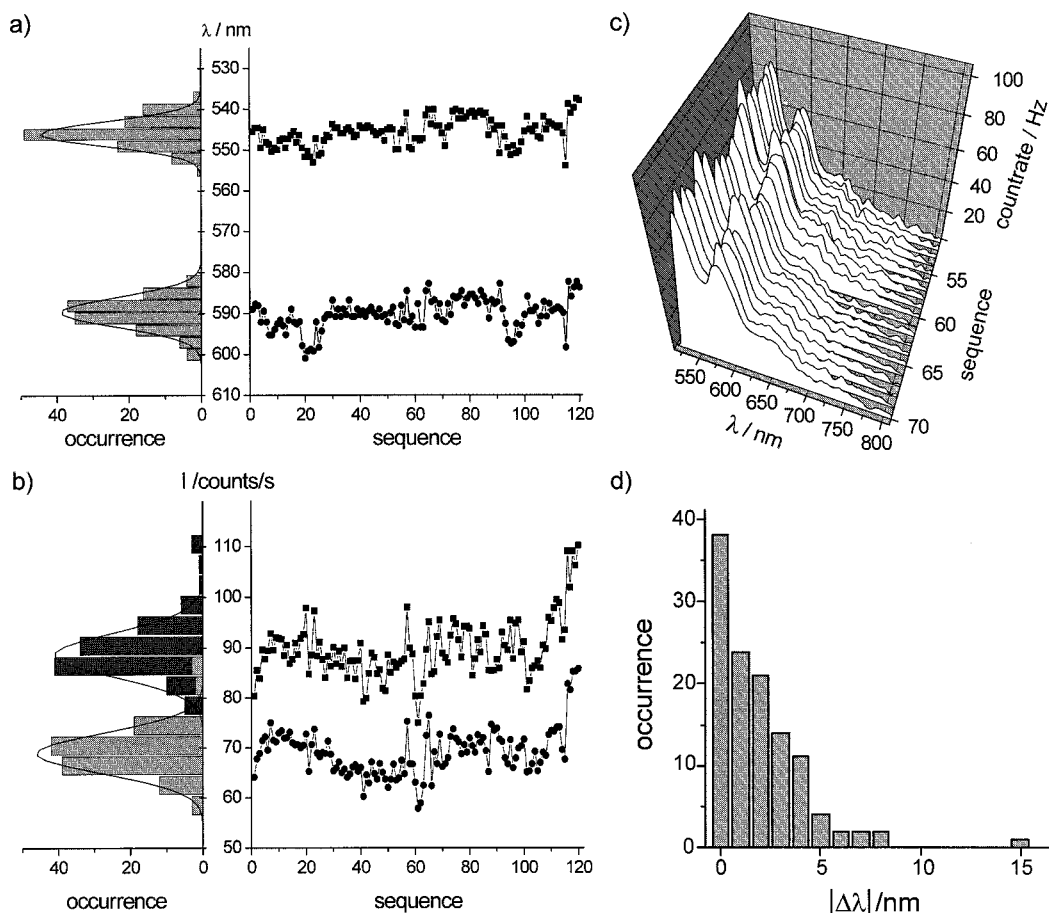 a)
λ / nm
530
540
550
560
570
580
590
600
610
40 20 0
occurrence
0 20 40 60 80 100 120
sequence
b)
I /counts/s
110
100
90
80
70
60
50
40 20 0
occurrence
0 20 40 60 80 100 120
sequence
c)
100
80
60
40
20
countrate / Hz
55
60
65
70
sequence
550 600 650 700 750 800
λ / nm
d)
40
30
20
10
0
occurrence
0 5 10 15
|Δλ| /nm